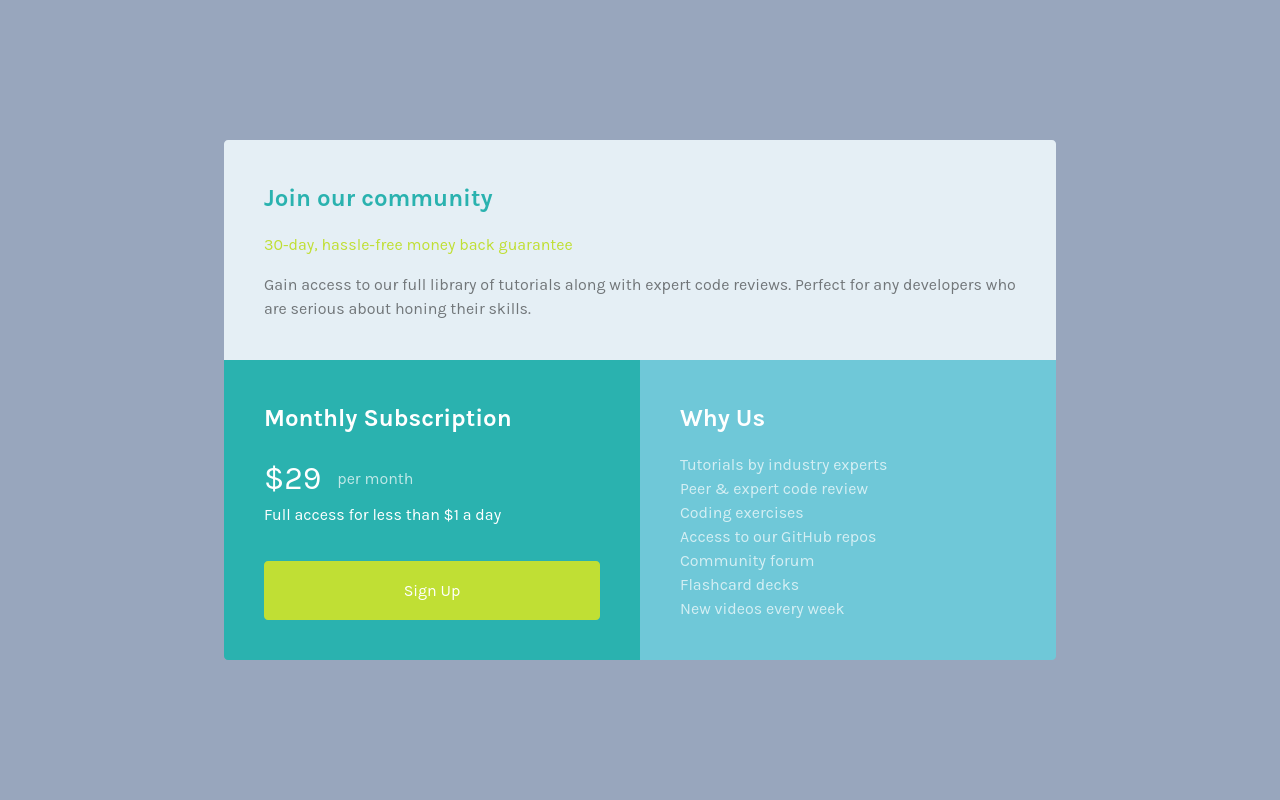 Join our community
30-day, hassle-free money back guarantee
Gain access to our full library of tutorials along with expert code reviews. Perfect for any developers who
are serious about honing their skills.
Monthly Subscription
$29 per month
Full access for less than $1 a day
Sign Up
Why Us
Tutorials by industry experts
Peer & expert code review
Coding exercises
Access to our GitHub repos
Community forum
Flashcard decks
New videos every week